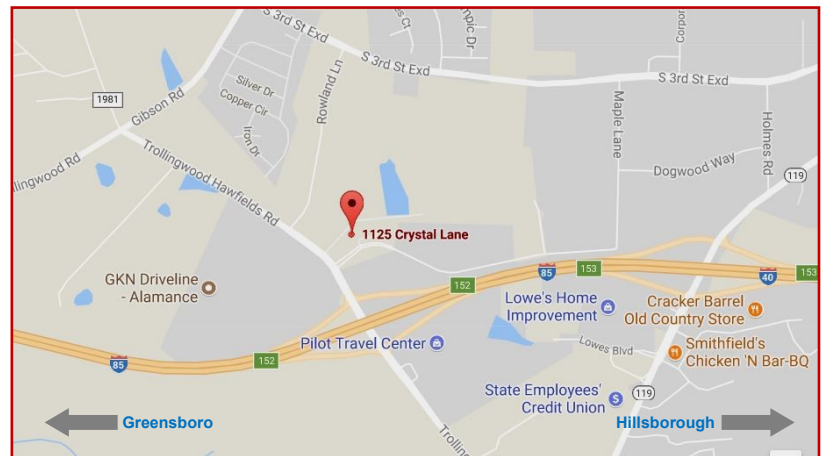 S 3rd St Exd
S 3rd St Exd
S 3rd St Exd
Maple Lane
Holmes Rd
Dogwood Way
119
1981
Gibson Rd
Silver Dr
Copper Cir
Iron Dr
Rowland Ln
Trollingwood Hawfields Rd
1125 Crystal Lane
GKN Driveline
- Alamance
85
153
40
153
152
Lowe's Home
Improvement
Cracker Barrel
Old Country Store
Pilot Travel Center
Lowes Blvd
Smithfield's
Chicken 'N Bar-BQ
152
85
State Employees'
Credit Union
119
Greensboro
Hillsborough